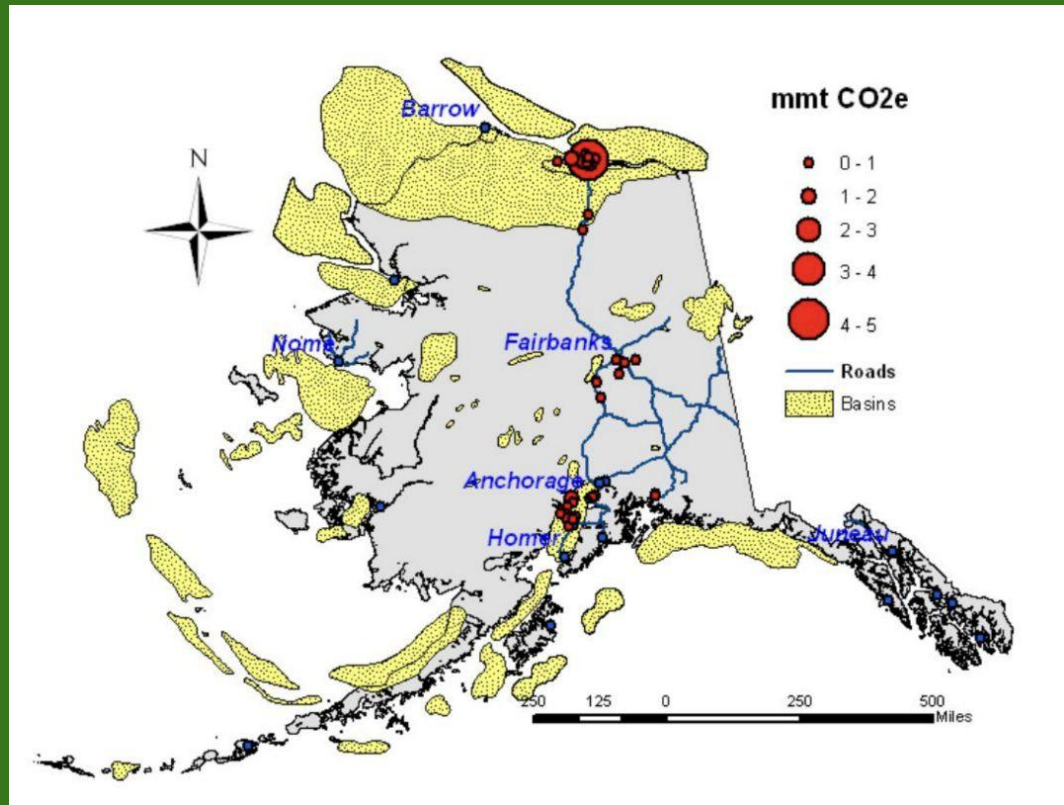 mmt CO2e
0 - 1
1 - 2
2 - 3
3 - 4
4 - 5
Roads
Basins
N
Barrow
Nome
Fairbanks
Anchorage
Homer
Juneau
250 125 0 250 500
Miles